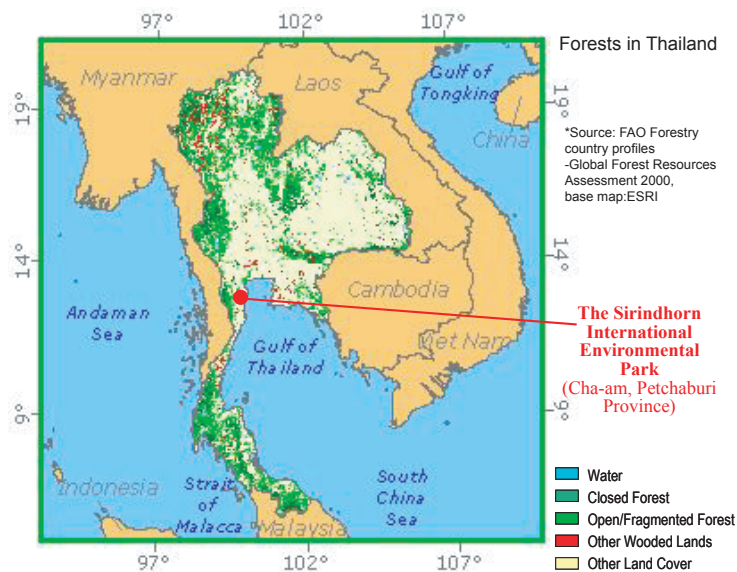 97° 102° 107°
Forests in Thailand
Myanmar
Laos
Gulf of
Tongking
19°
19°
China
*Source: FAO Forestry
country profiles
-Global Forest Resources
Assessment 2000,
base map:ESRI
14°
14°
Cambodia
Andaman
Sea
Gulf of
Thailand
Viet Nam
The Sirindhorn
International
Environmental
Park
(Cha-am, Petchaburi
Province)
9°
9°
Indonesia
Strait
of
Malacca
Malaysia
South
China
Sea
Water
Closed Forest
Open/Fragmented Forest
Other Wooded Lands
Other Land Cover
97° 102° 107°